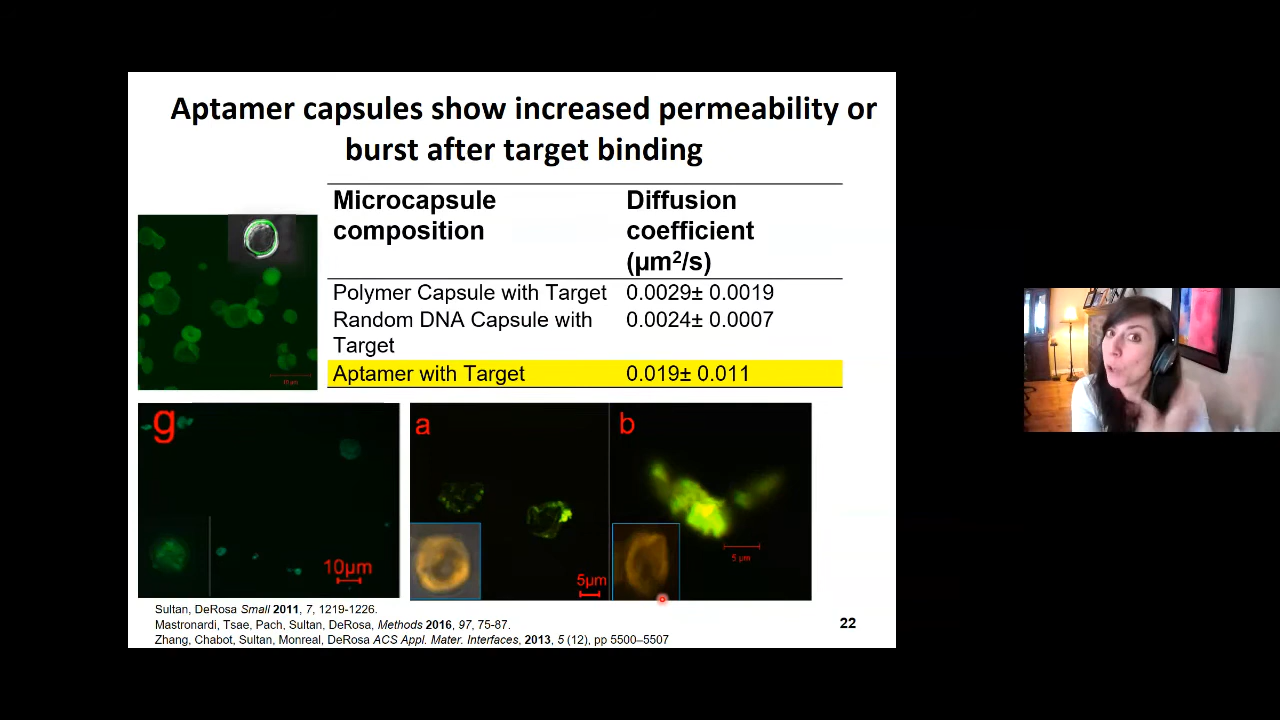 Aptamer capsules show increased permeability or
burst after target binding
Microcapsule
composition
Diffusion
coefficient
(µm²/s)
Polymer Capsule with Target 0.0029± 0.0019
Random DNA Capsule with 0.0024± 0.0007
Target
Aptamer with Target 0.019± 0.011
10 µm
g
10µm
a
5µm
b
5 µm
Sultan, DeRosa Small 2011, 7, 1219-1226.
Mastronardi, Tsae, Pach, Sultan, DeRosa, Methods 2016, 97, 75-87.
Zhang, Chabot, Sultan, Monreal, DeRosa ACS Appl. Mater. Interfaces, 2013, 5 (12), pp 5500–5507
22